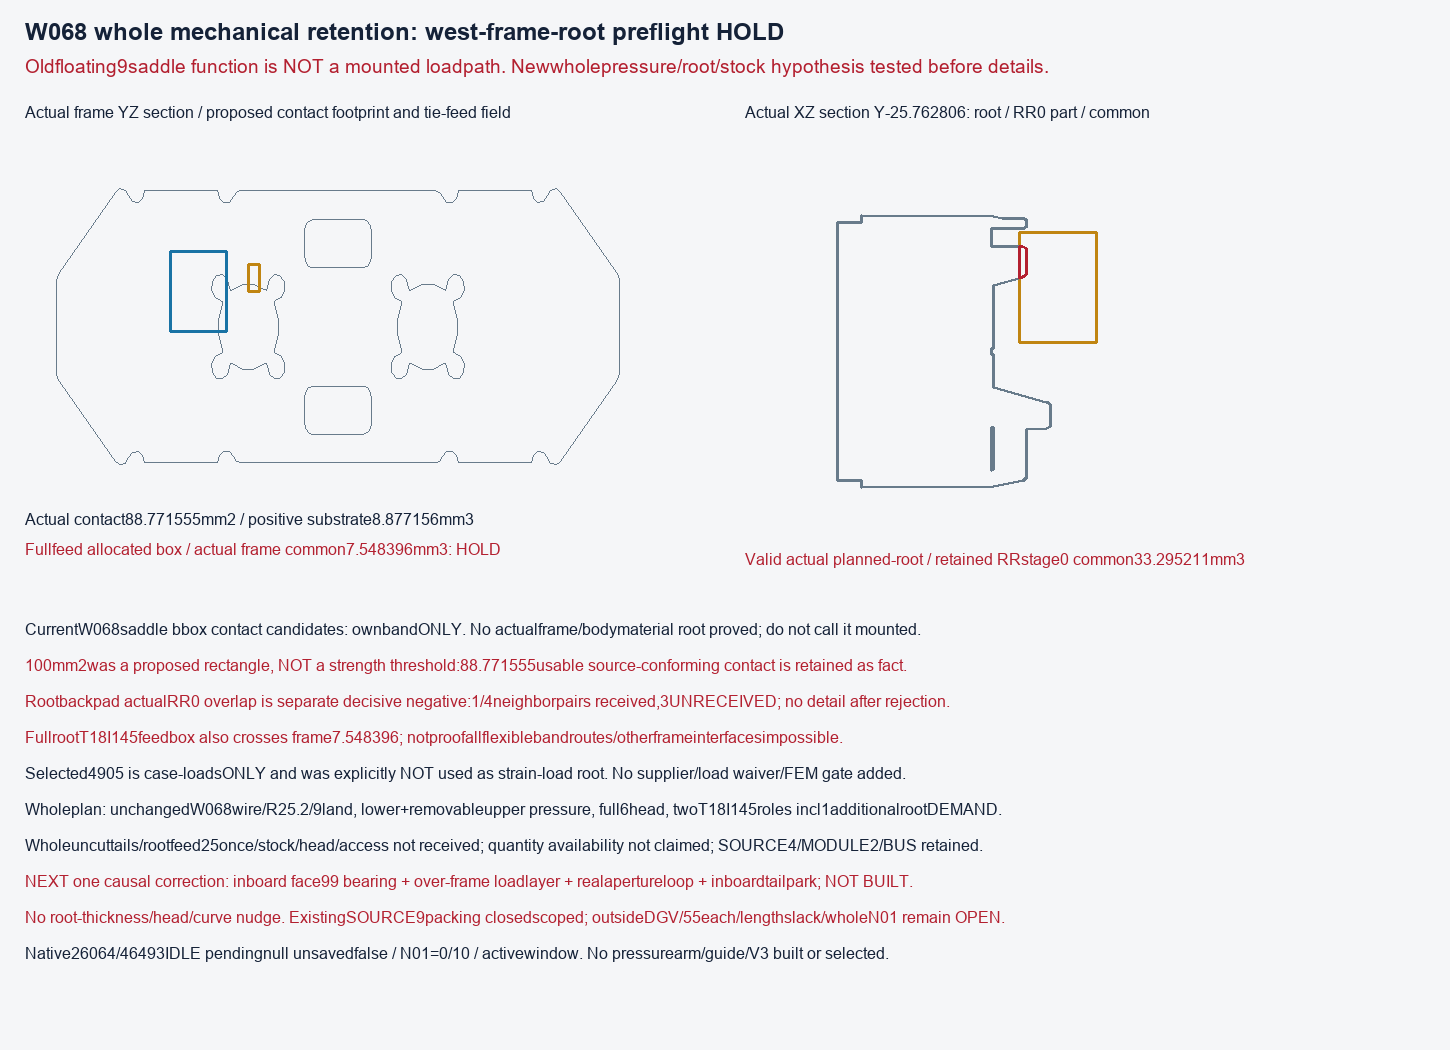 W068 whole mechanical retention: west-frame-root preflight HOLD
Oldfloating9saddle function is NOT a mounted loadpath. Newwholepressure/root/stock hypothesis tested before details.
Actual frame YZ section / proposed contact footprint and tie-feed field
Actual XZ section Y-25.762806: root / RR0 part / common
Actual contact88.771555mm2 / positive substrate8.877156mm3
Fullfeed allocated box / actual frame common7.548396mm3: HOLD
Valid actual planned-root / retained RRstage0 common33.295211mm3
CurrentW068saddle bbox contact candidates: ownbandONLY. No actualframe/bodymaterial root proved; do not call it mounted.
100mm2was a proposed rectangle, NOT a strength threshold:88.771555usable source-conforming contact is retained as fact.
Rootbackpad actualRR0 overlap is separate decisive negative:1/4neighborpairs received,3UNRECEIVED; no detail after rejection.
FullrootT18I145feedbox also crosses frame7.548396; notproofallflexiblebandroutes/otherframeinterfacesimpossible.
Selected4905 is case-loadsONLY and was explicitly NOT used as strain-load root. No supplier/load waiver/FEM gate added.
Wholeplan: unchangedW068wire/R25.2/9land, lower+removableupper pressure, full6head, twoT18I145roles incl1additionalrootDEMAND.
Wholeuncuttails/rootfeed25once/stock/head/access not received; quantity availability not claimed; SOURCE4/MODULE2/BUS retained.
NEXT one causal correction: inboard face99 bearing + over-frame loadlayer + realapertureloop + inboardtailpark; NOT BUILT.
No root-thickness/head/curve nudge. ExistingSOURCE9packing closedscoped; outsideDGV/55each/lengthslack/wholeN01 remain OPEN.
Native26064/46493IDLE pendingnull unsavedfalse / N01=0/10 / activewindow. No pressurearm/guide/V3 built or selected.